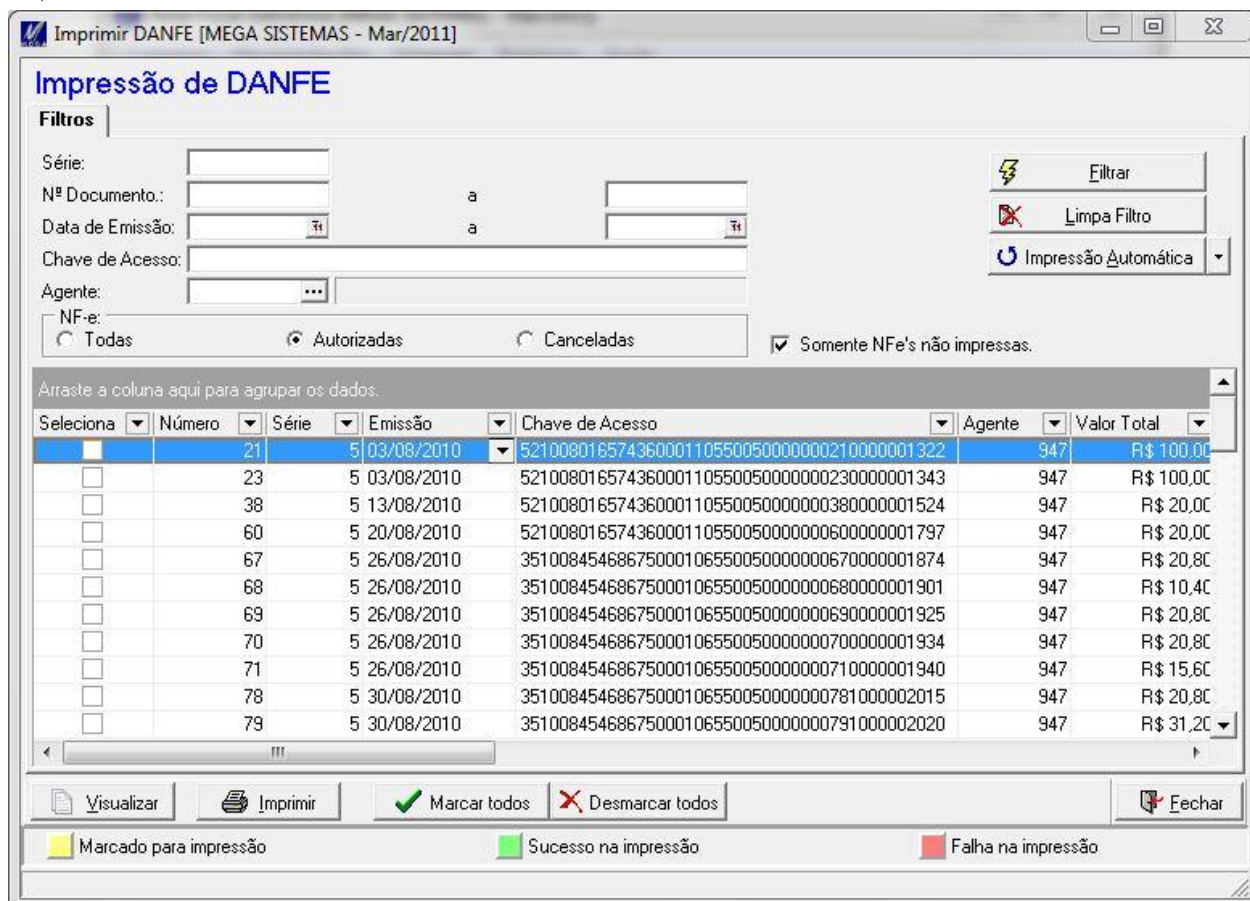 Imprimir DANFE [MEGA SISTEMAS - Mar/2011]
Impressão de DANFE
Filtros
Série:
Nº Documento.: a
Data de Emissão: a
Chave de Acesso:
Agente:
Filtrar
Limpa Filtro
Impressão Automática
NF-e:
Todas Autorizadas Canceladas Somente NFe's não impressas.
Arraste a coluna aqui para agrupar os dados.
Seleciona Número Série Emissão Chave de Acesso Agente Valor Total
21 5 03/08/2010 52100801657436000110550050000000210000001322 947 R$ 100,00
23 5 03/08/2010 52100801657436000110550050000000230000001343 947 R$ 100,00
38 5 13/08/2010 52100801657436000110550050000000380000001524 947 R$ 20,00
60 5 20/08/2010 52100801657436000110550050000000600000001797 947 R$ 20,00
67 5 26/08/2010 35100845468675000106550050000000670000001874 947 R$ 20,80
68 5 26/08/2010 35100845468675000106550050000000680000001901 947 R$ 10,40
69 5 26/08/2010 35100845468675000106550050000000690000001925 947 R$ 20,80
70 5 26/08/2010 35100845468675000106550050000000700000001934 947 R$ 20,80
71 5 26/08/2010 35100845468675000106550050000000710000001940 947 R$ 15,60
78 5 30/08/2010 35100845468675000106550050000000781000002015 947 R$ 20,80
79 5 30/08/2010 35100845468675000106550050000000791000002020 947 R$ 31,20
Visualizar Imprimir Marcar todos Desmarcar todos Fechar
Marcado para impressão Sucesso na impressão Falha na impressão